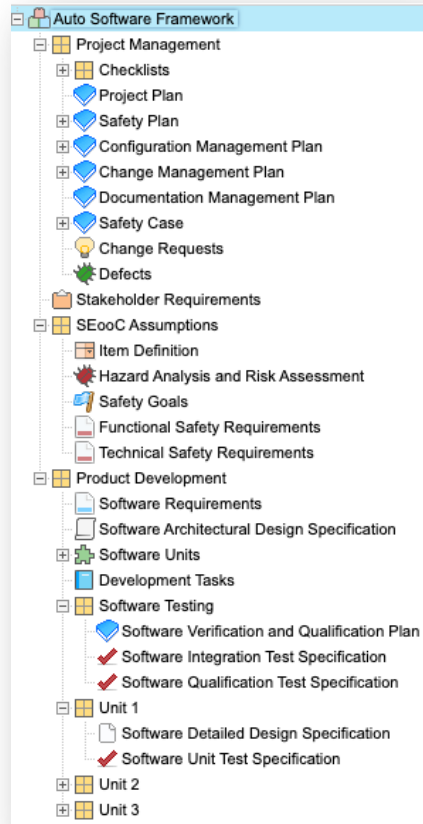 Auto Software Framework
Project Management
Checklists
Project Plan
Safety Plan
Configuration Management Plan
Change Management Plan
Documentation Management Plan
Safety Case
Change Requests
Defects
Stakeholder Requirements
SEooC Assumptions
Item Definition
Hazard Analysis and Risk Assessment
Safety Goals
Functional Safety Requirements
Technical Safety Requirements
Product Development
Software Requirements
Software Architectural Design Specification
Software Units
Development Tasks
Software Testing
Software Verification and Qualification Plan
Software Integration Test Specification
Software Qualification Test Specification
Unit 1
Software Detailed Design Specification
Software Unit Test Specification
Unit 2
Unit 3